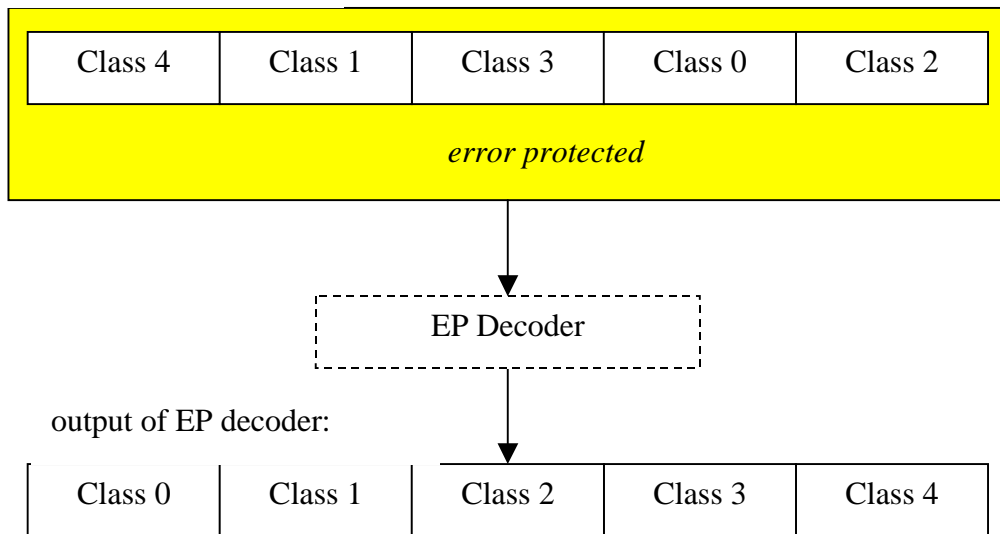 Class 4 Class 1 Class 3 Class 0 Class 2
error protected
EP Decoder
output of EP decoder:
Class 0 Class 1 Class 2 Class 3 Class 4